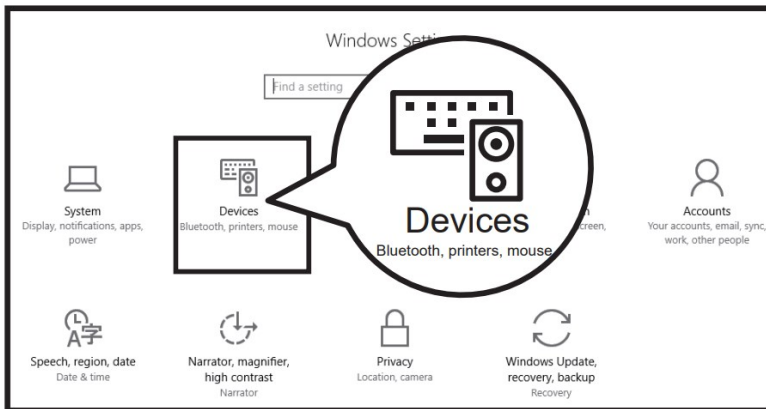 Windows Setti
Find a setting
Devices
Bluetooth, printers, mouse
System
Display, notifications, apps,
power
Devices
Bluetooth, printers, mouse
creen,
Accounts
Your accounts, email, sync,
work, other people
A字
Speech, region, date
Date & time
Narrator, magnifier,
high contrast
Narrator
Privacy
Location, camera
Windows Update,
recovery, backup
Recovery